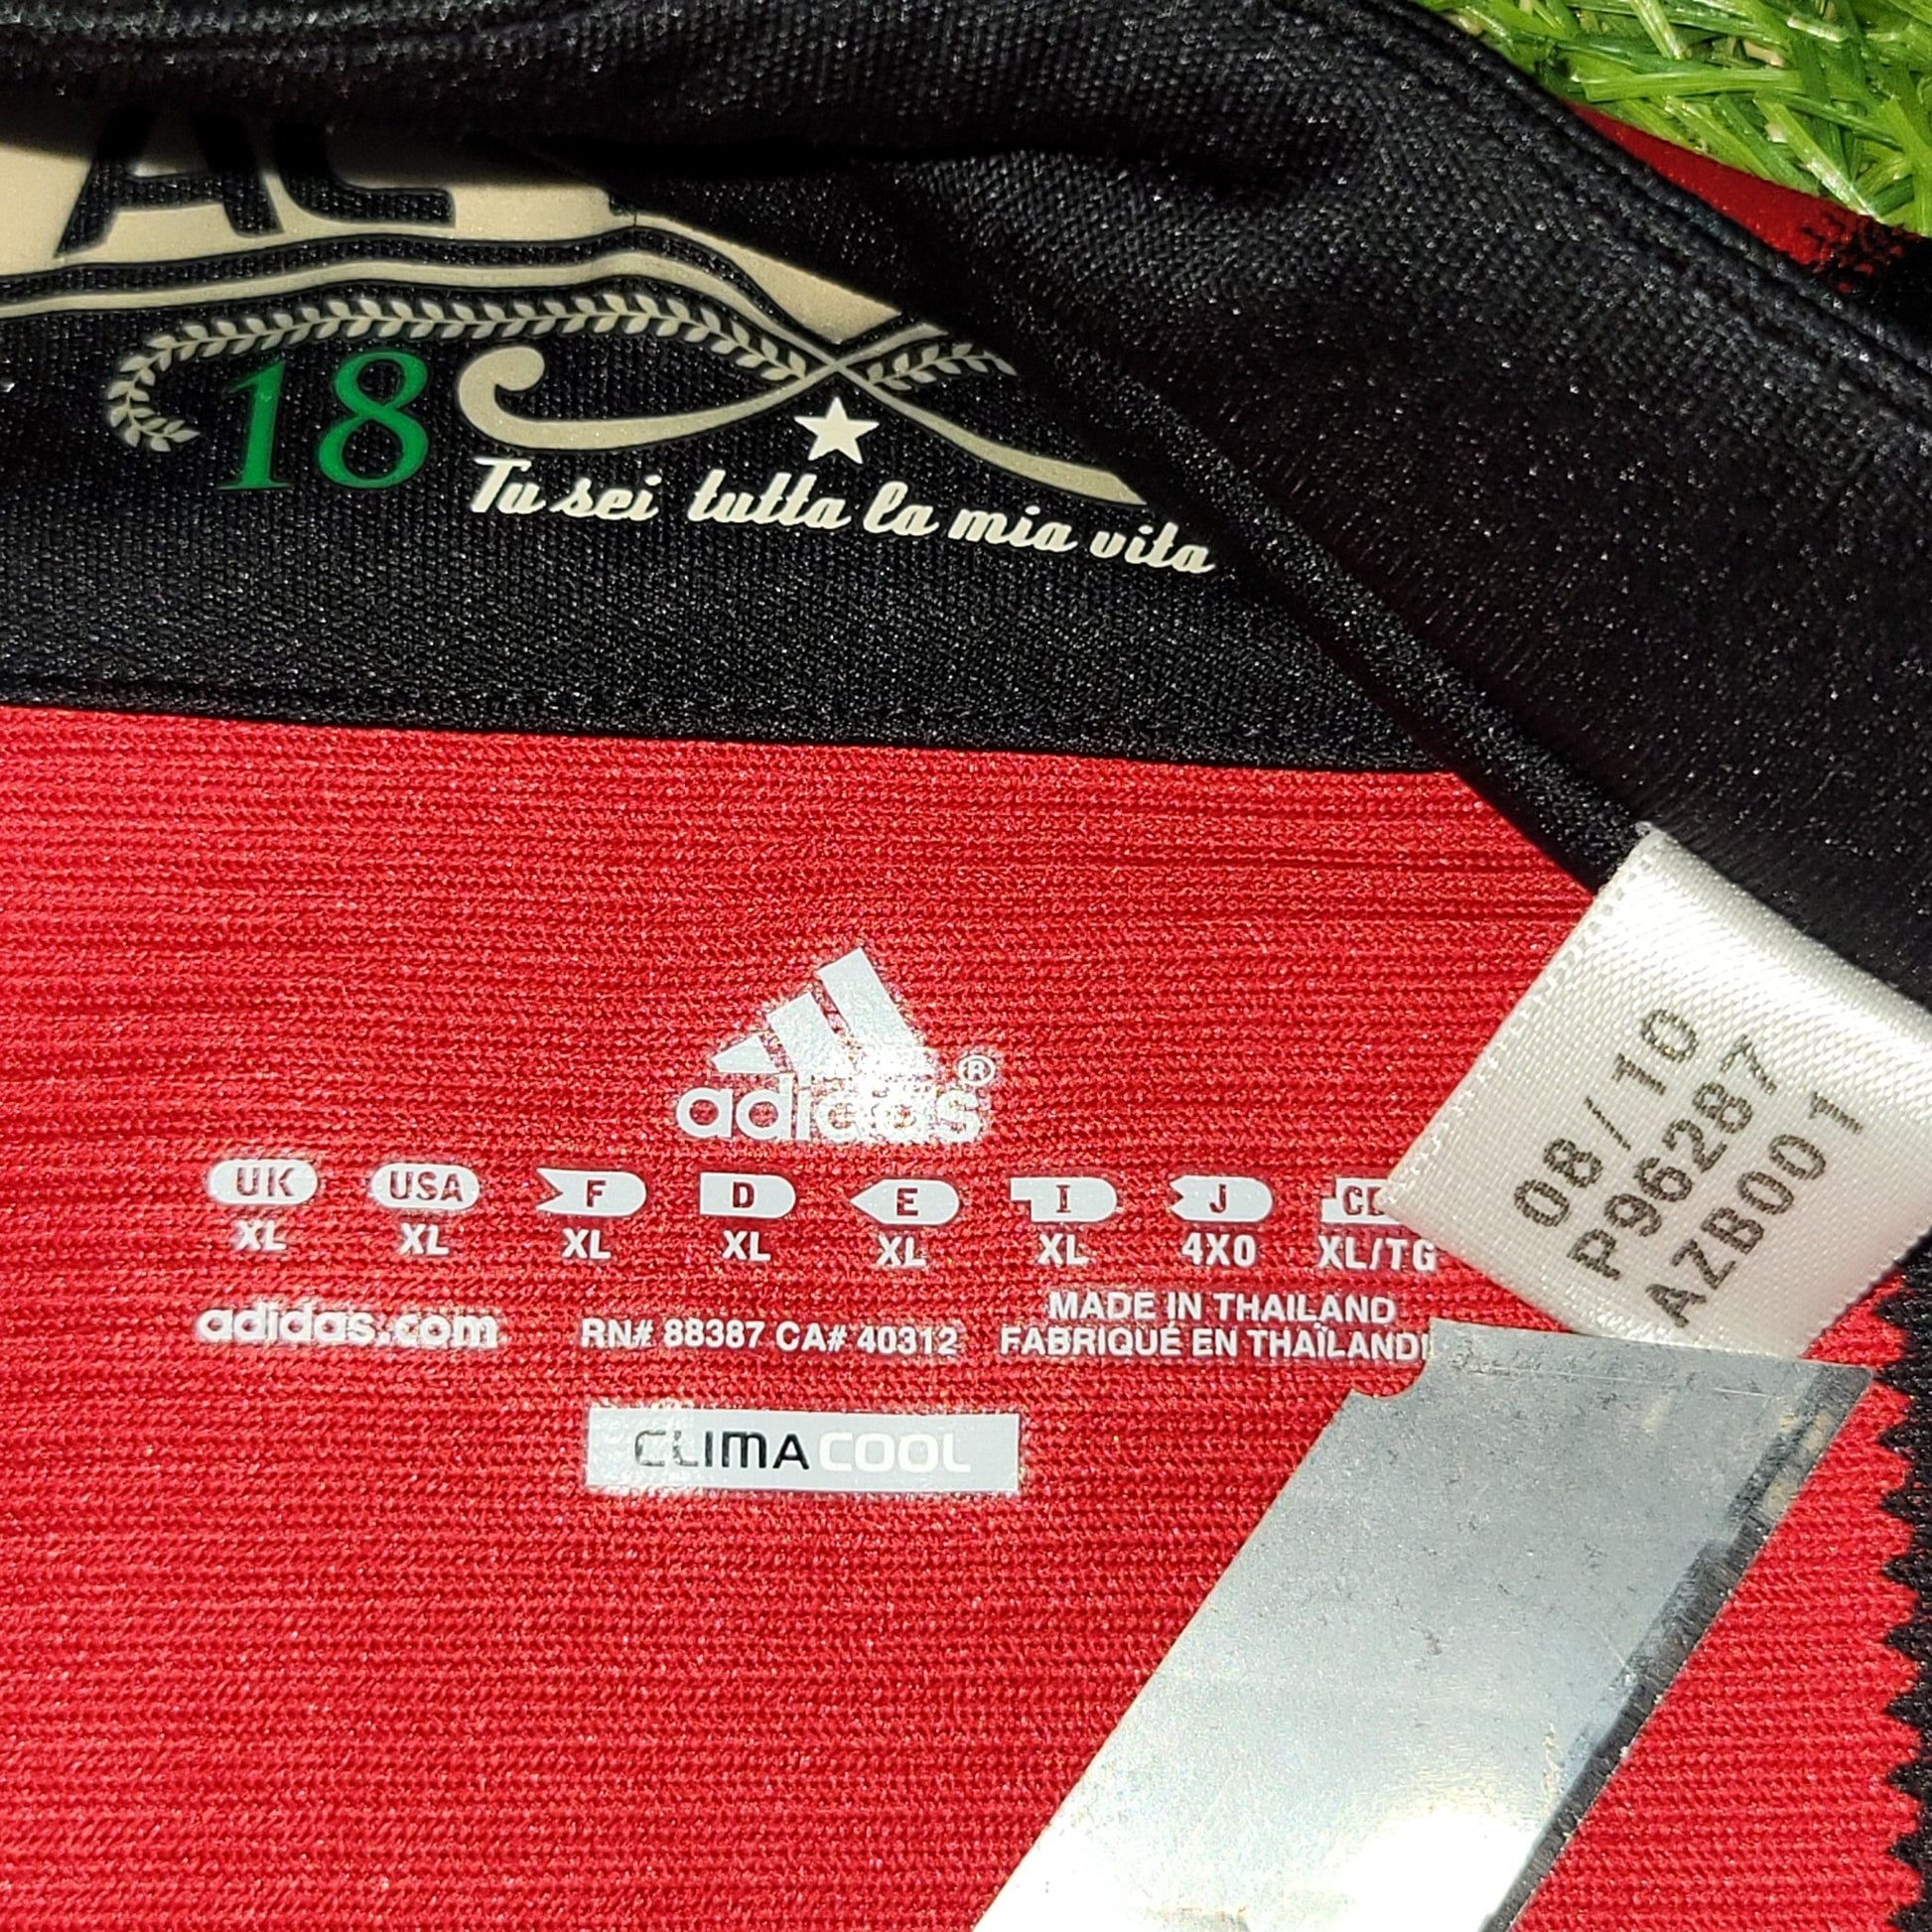 AC
18
Tu sei tutta la mia vita
adidas®
UK USA F D E I J
XL XL XL XL XL XL 4XO XL/TG
adidas.com RN# 88387 CA# 40312
MADE IN THAILAND
FABRIQUÉ EN THAÏLANDE
CLIMACOOL
08/10
P96287
AZB001